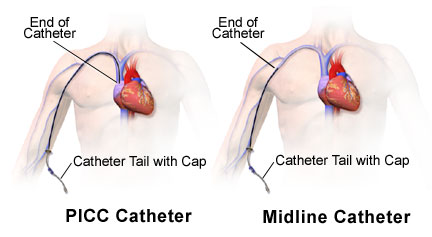 End of
Catheter
Catheter Tail with Cap
PICC Catheter
End of
Catheter
Catheter Tail with Cap
Midline Catheter